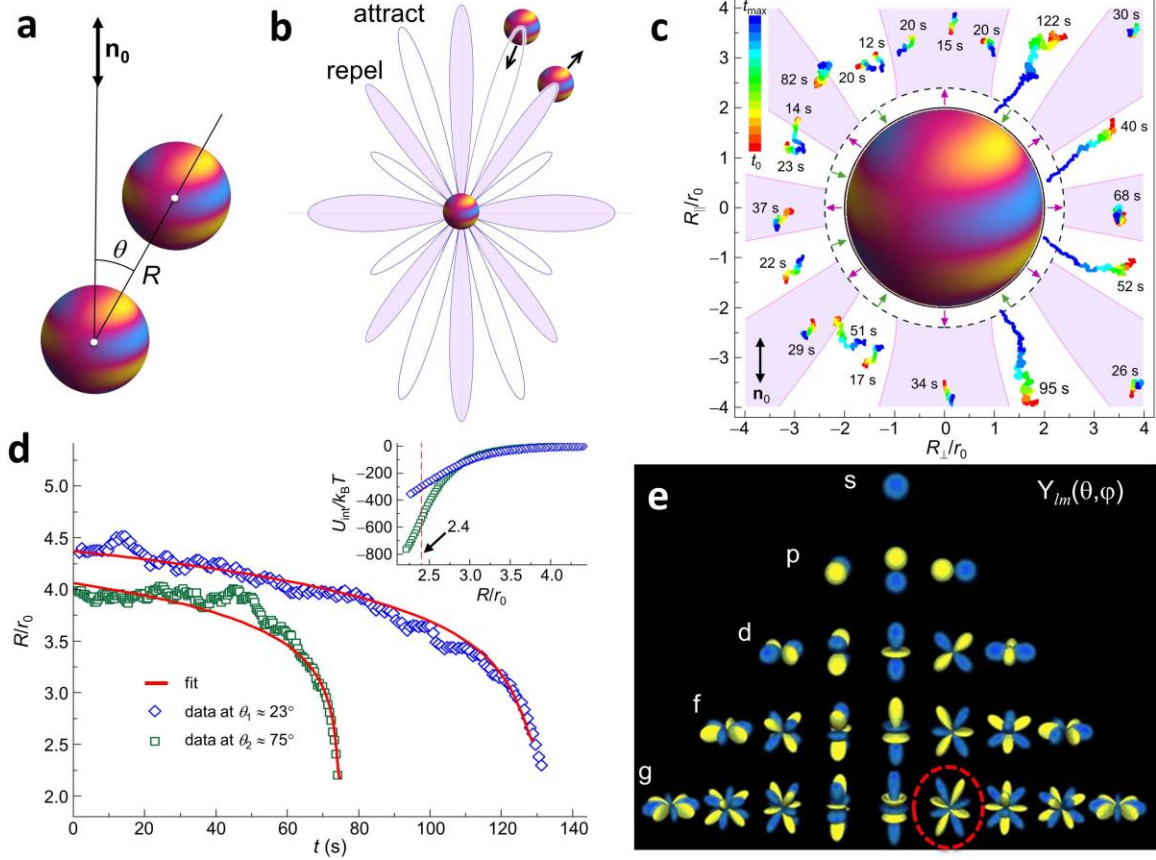 a
n₀
θ
R
b
attract
repel
c
t_max
t₀
20 s
15 s
20 s
122 s
30 s
12 s
20 s
82 s
14 s
40 s
23 s
37 s
68 s
22 s
52 s
29 s
51 s
17 s
34 s
95 s
26 s
n₀
R∥/r₀
4
3
2
1
0
−1
−2
−3
−4
−4 −3 −2 −1 0 1 2 3 4
R⊥/r₀
d
R/r₀
5.0
4.5
4.0
3.5
3.0
2.5
2.0
0 20 40 60 80 100 120 140
t (s)
fit
data at θ₁ ≈ 23°
data at θ₂ ≈ 75°
U_int/k_B T
0
−200
−400
−600
−800
2.4
2.5 3.0 3.5 4.0
R/r₀
e
s
Y_lm(θ,φ)
p
d
f
g